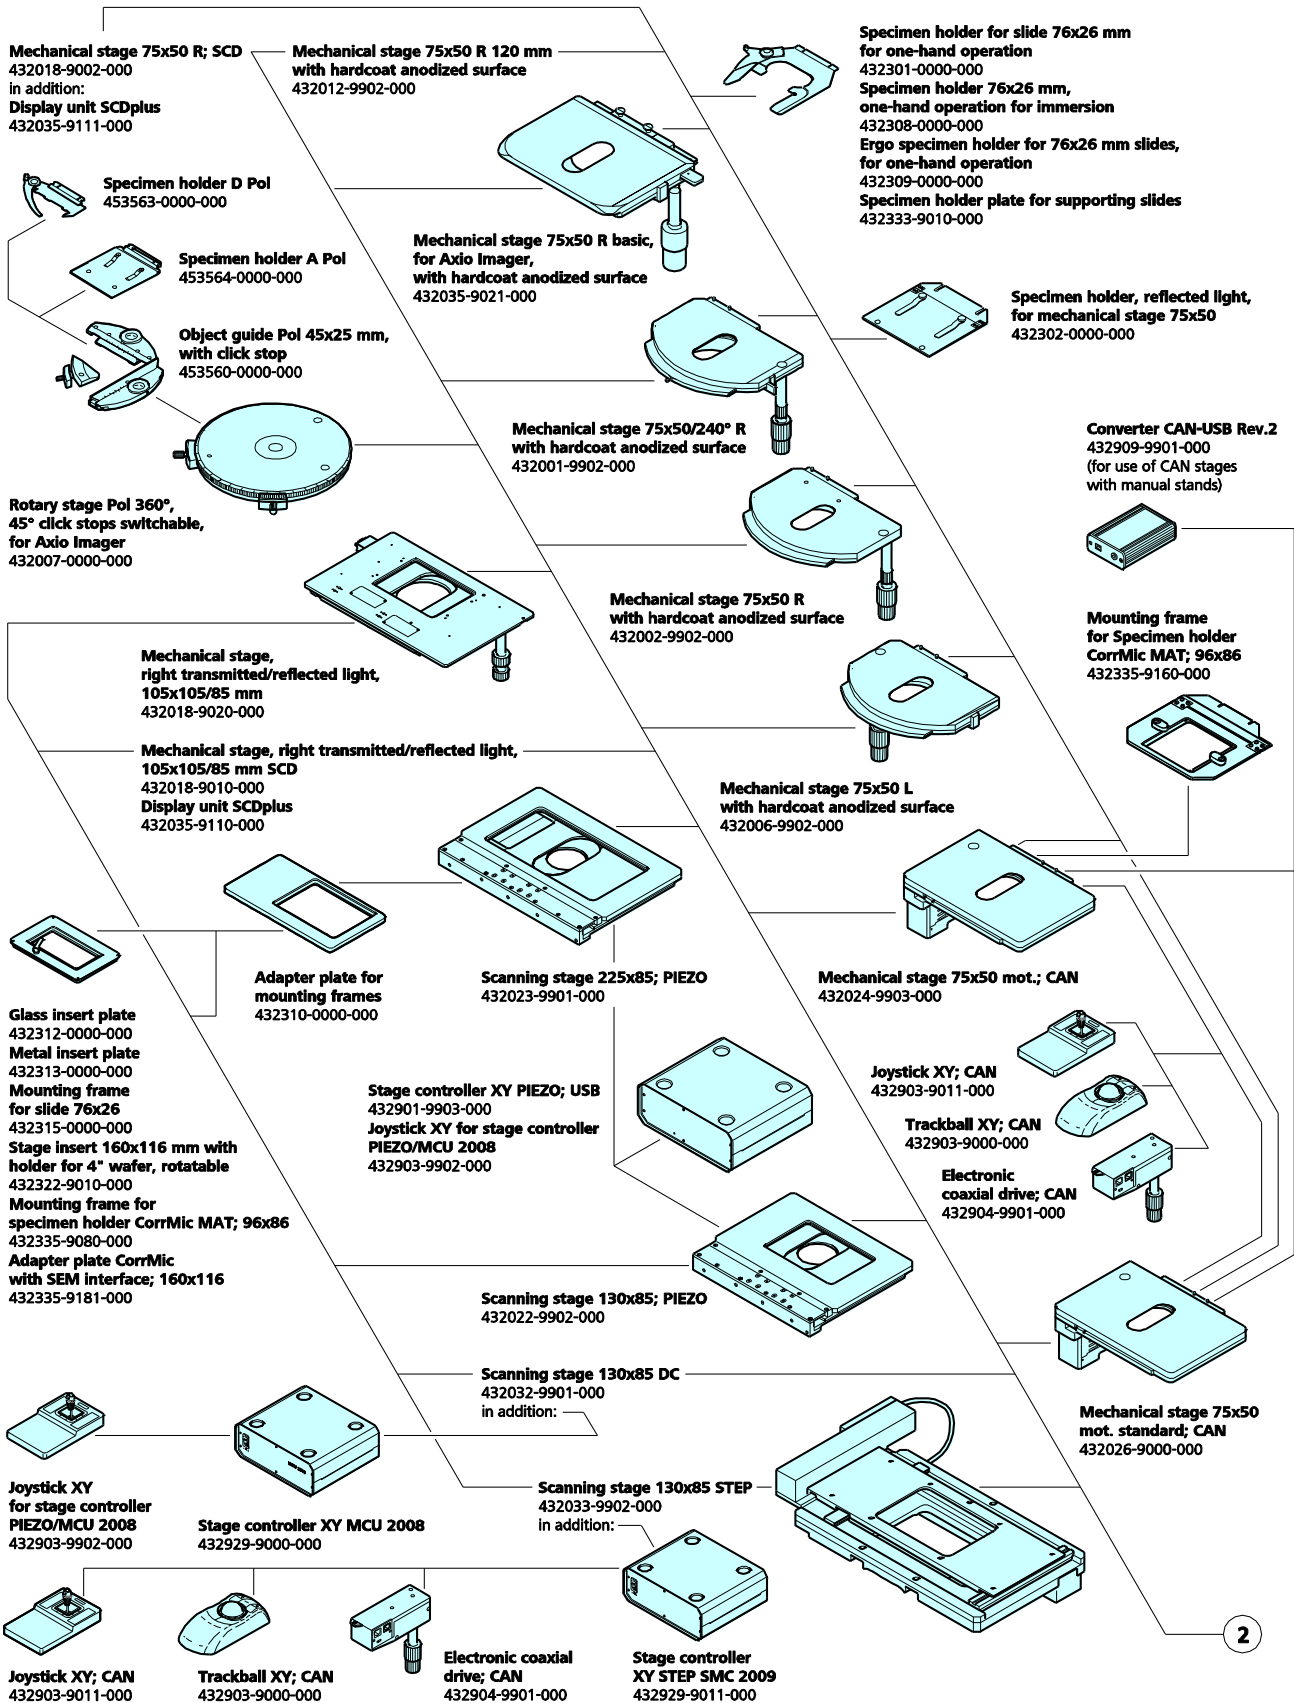 Mechanical stage 75x50 R; SCD
432018-9002-000
in addition:
Display unit SCDplus
432035-9111-000
Mechanical stage 75x50 R 120 mm
with hardcoat anodized surface
432012-9902-000
Specimen holder for slide 76x26 mm
for one-hand operation
432301-0000-000
Specimen holder 76x26 mm,
one-hand operation for immersion
432308-0000-000
Ergo specimen holder for 76x26 mm slides,
for one-hand operation
432309-0000-000
Specimen holder plate for supporting slides
432333-9010-000
Specimen holder D Pol
453563-0000-000
Specimen holder A Pol
453564-0000-000
Mechanical stage 75x50 R basic,
for Axio Imager,
with hardcoat anodized surface
432035-9021-000
Specimen holder, reflected light,
for mechanical stage 75x50
432302-0000-000
Object guide Pol 45x25 mm,
with click stop
453560-0000-000
Mechanical stage 75x50/240° R
with hardcoat anodized surface
432001-9902-000
Converter CAN-USB Rev.2
432909-9901-000
(for use of CAN stages
with manual stands)
Rotary stage Pol 360°,
45° click stops switchable,
for Axio Imager
432007-0000-000
Mechanical stage 75x50 R
with hardcoat anodized surface
432002-9902-000
Mounting frame
for Specimen holder
CorrMic MAT; 96x86
432335-9160-000
Mechanical stage,
right transmitted/reflected light,
105x105/85 mm
432018-9020-000
Mechanical stage, right transmitted/reflected light,
105x105/85 mm SCD
432018-9010-000
Display unit SCDplus
432035-9110-000
Mechanical stage 75x50 L
with hardcoat anodized surface
432006-9902-000
Adapter plate for
mounting frames
432310-0000-000
Scanning stage 225x85; PIEZO
432023-9901-000
Mechanical stage 75x50 mot.; CAN
432024-9903-000
Glass insert plate
432312-0000-000
Metal insert plate
432313-0000-000
Mounting frame
for slide 76x26
432315-0000-000
Stage insert 160x116 mm with
holder for 4" wafer, rotatable
432322-9010-000
Mounting frame for
specimen holder CorrMic MAT; 96x86
432335-9080-000
Adapter plate CorrMic
with SEM interface; 160x116
432335-9181-000
Stage controller XY PIEZO; USB
432901-9903-000
Joystick XY for stage controller
PIEZO/MCU 2008
432903-9902-000
Joystick XY; CAN
432903-9011-000
Trackball XY; CAN
432903-9000-000
Electronic
coaxial drive; CAN
432904-9901-000
Scanning stage 130x85; PIEZO
432022-9902-000
Scanning stage 130x85 DC
432032-9901-000
in addition:
Mechanical stage 75x50
mot. standard; CAN
432026-9000-000
Joystick XY
for stage controller
PIEZO/MCU 2008
432903-9902-000
Stage controller XY MCU 2008
432929-9000-000
Scanning stage 130x85 STEP
432033-9902-000
in addition:
2
Joystick XY; CAN
432903-9011-000
Trackball XY; CAN
432903-9000-000
Electronic coaxial
drive; CAN
432904-9901-000
Stage controller
XY STEP SMC 2009
432929-9011-000